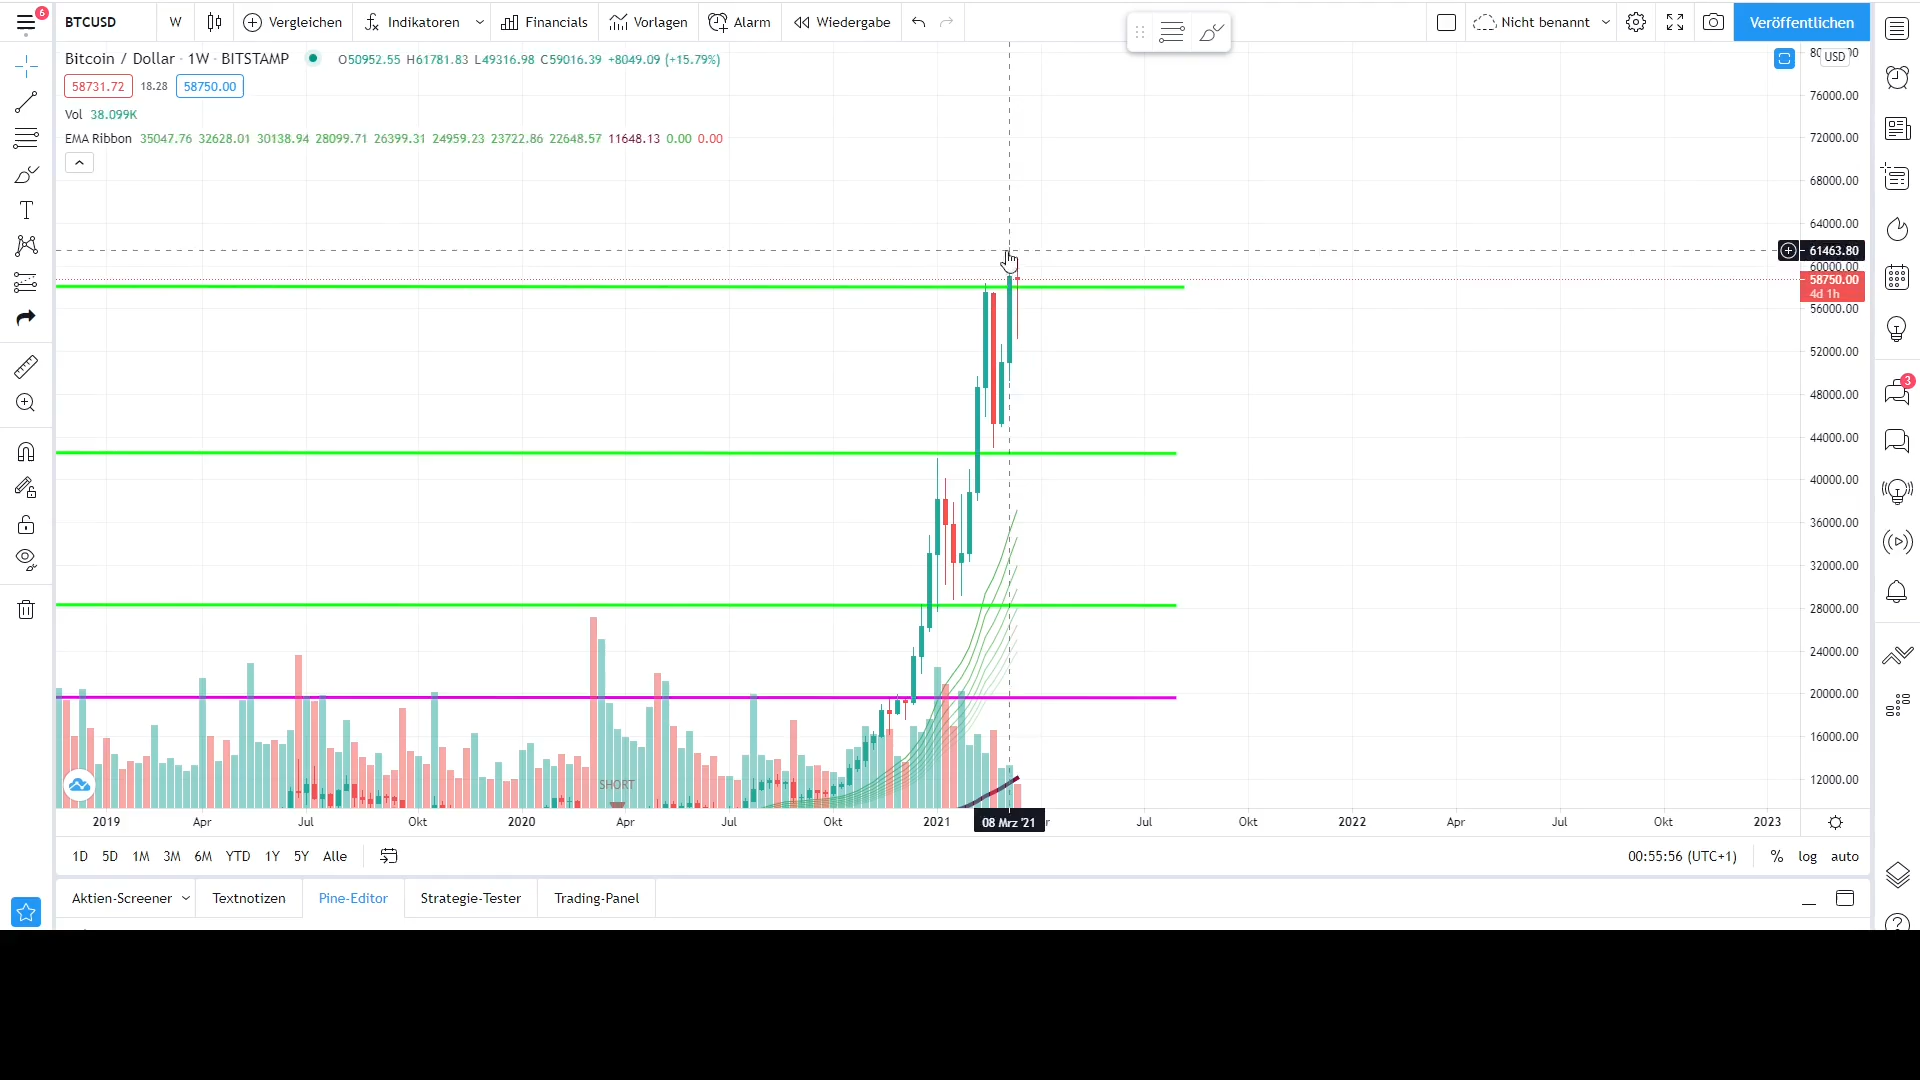 6
BTCUSD
W
Vergleichen
Indikatoren
Financials
Vorlagen
Alarm
Wiedergabe
Nicht benannt
Veröffentlichen
Bitcoin / Dollar · 1W · BITSTAMP
O50952.55 H61781.83 L49316.98 C59016.39 +8049.09 (+15.79%)
58731.72 18.28 58750.00
Vol 38.099K
EMA Ribbon 35047.76 32628.01 30138.94 28099.71 26399.31 24959.23 23722.86 22648.57 11648.13 0.00 0.00
USD
76000.00
72000.00
68000.00
64000.00
61463.80
60000.00
58750.00
4d 1h
56000.00
52000.00
48000.00
44000.00
40000.00
36000.00
32000.00
28000.00
24000.00
20000.00
16000.00
12000.00
3
SHORT
2019 Apr Jul Okt 2020 Apr Jul Okt 2021 08 Mrz '21 Jul Okt 2022 Apr Jul Okt 2023
1D 5D 1M 3M 6M YTD 1Y 5Y Alle
00:55:56 (UTC+1) % log auto
Aktien-Screener Textnotizen Pine-Editor Strategie-Tester Trading-Panel